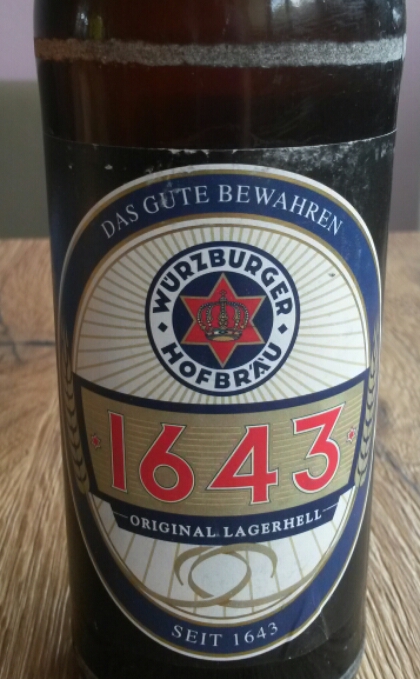 DAS GUTE BEWAHREN
WÜRZBURGER
HOFBRÄU
1643
ORIGINAL LAGERHELL
SEIT 1643